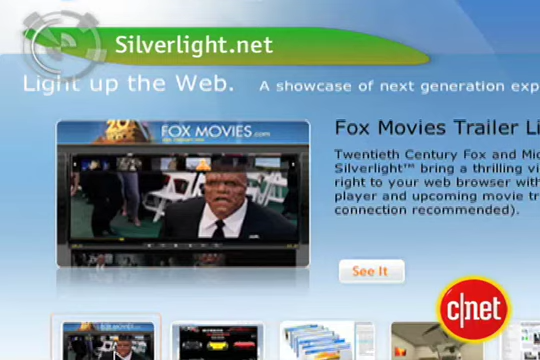 Silverlight.net
Light up the Web. A showcase of next generation exp
FOX MOVIES.com
Fox Movies Trailer Li
Twentieth Century Fox and Mic
Silverlight™ bring a thrilling vi
right to your web browser with
player and upcoming movie tr
connection recommended).
See It
c|net